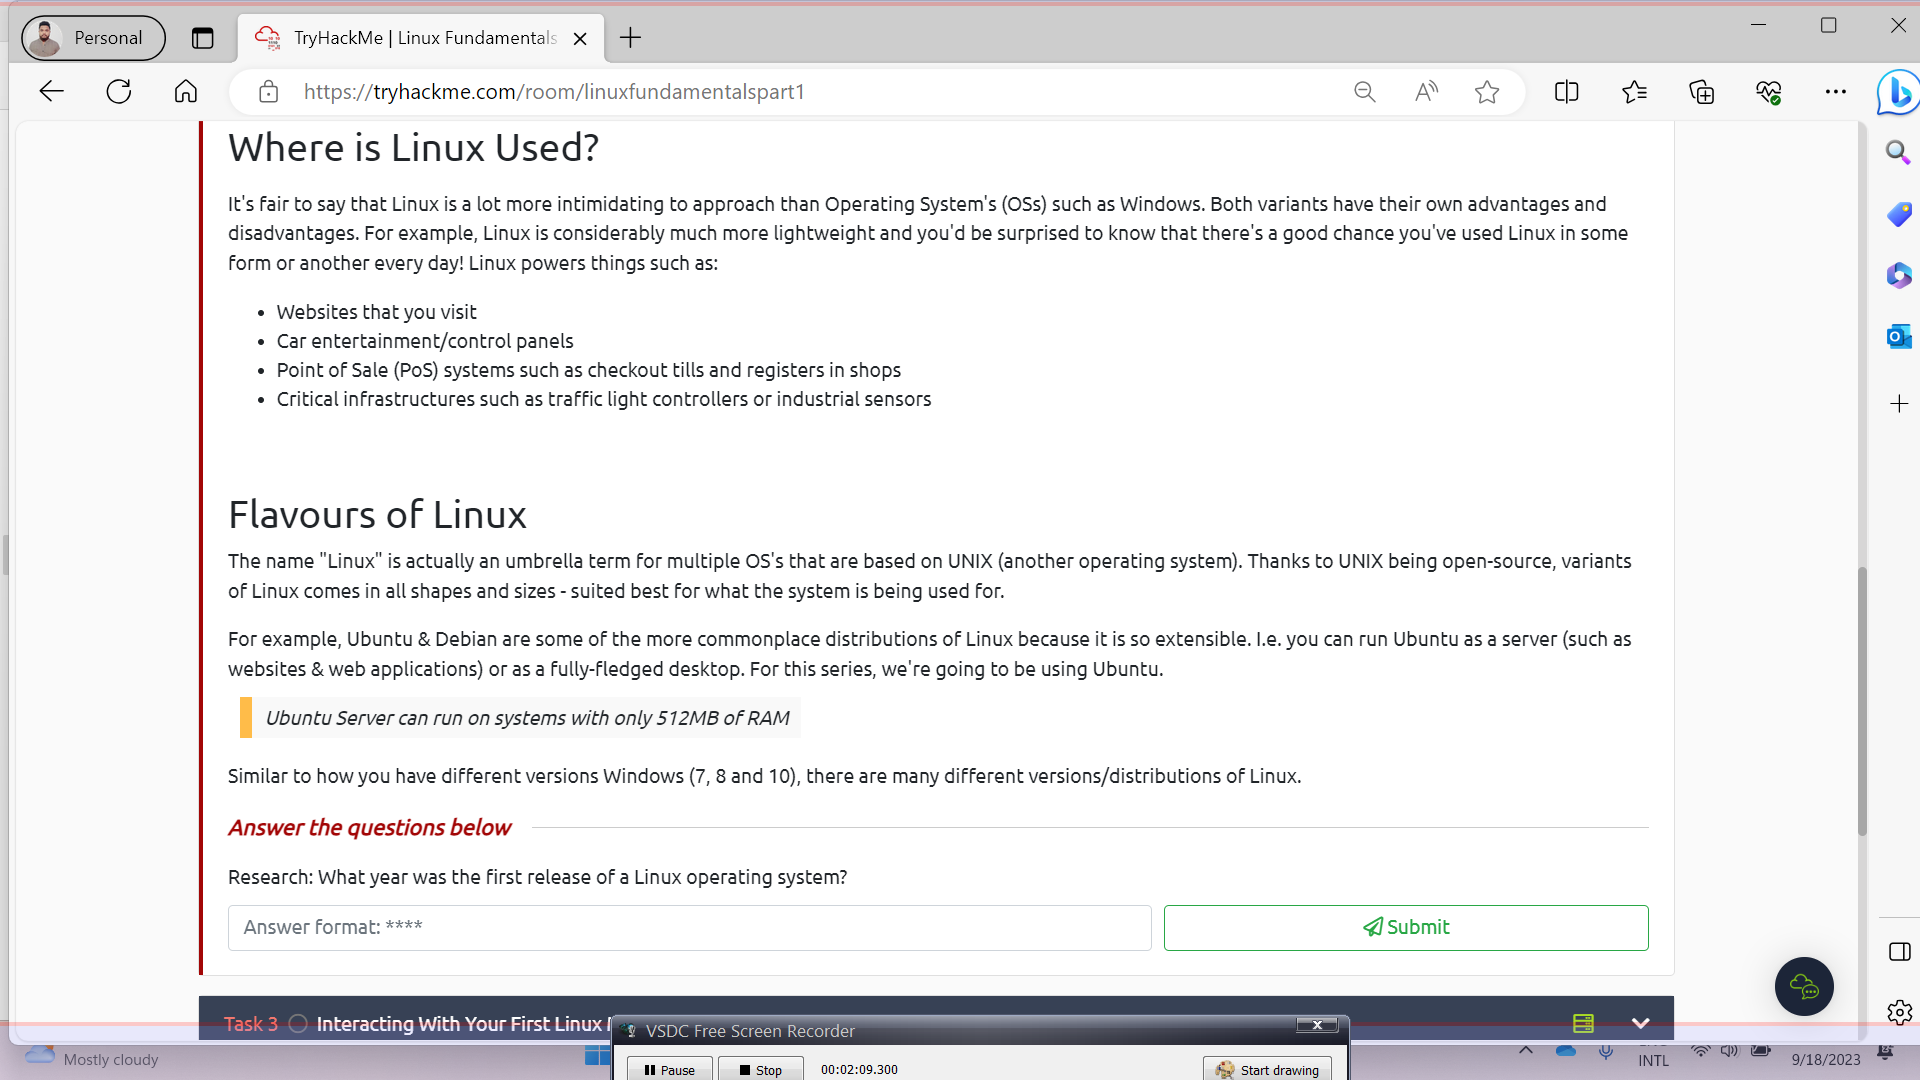 Personal
TryHackMe | Linux Fundamentals
https://tryhackme.com/room/linuxfundamentalspart1
Where is Linux Used?
It's fair to say that Linux is a lot more intimidating to approach than Operating System's (OSs) such as Windows. Both variants have their own advantages and
disadvantages. For example, Linux is considerably much more lightweight and you'd be surprised to know that there's a good chance you've used Linux in some
form or another every day! Linux powers things such as:
• Websites that you visit
• Car entertainment/control panels
• Point of Sale (PoS) systems such as checkout tills and registers in shops
• Critical infrastructures such as traffic light controllers or industrial sensors
Flavours of Linux
The name "Linux" is actually an umbrella term for multiple OS's that are based on UNIX (another operating system). Thanks to UNIX being open-source, variants
of Linux comes in all shapes and sizes - suited best for what the system is being used for.
For example, Ubuntu & Debian are some of the more commonplace distributions of Linux because it is so extensible. I.e. you can run Ubuntu as a server (such as
websites & web applications) or as a fully-fledged desktop. For this series, we're going to be using Ubuntu.
Ubuntu Server can run on systems with only 512MB of RAM
Similar to how you have different versions Windows (7, 8 and 10), there are many different versions/distributions of Linux.
Answer the questions below
Research: What year was the first release of a Linux operating system?
Answer format: ****
Submit
Task 3 Interacting With Your First Linux
VSDC Free Screen Recorder
Pause
Stop
00:02:09.300
Start drawing
Mostly cloudy
INTL
9/18/2023